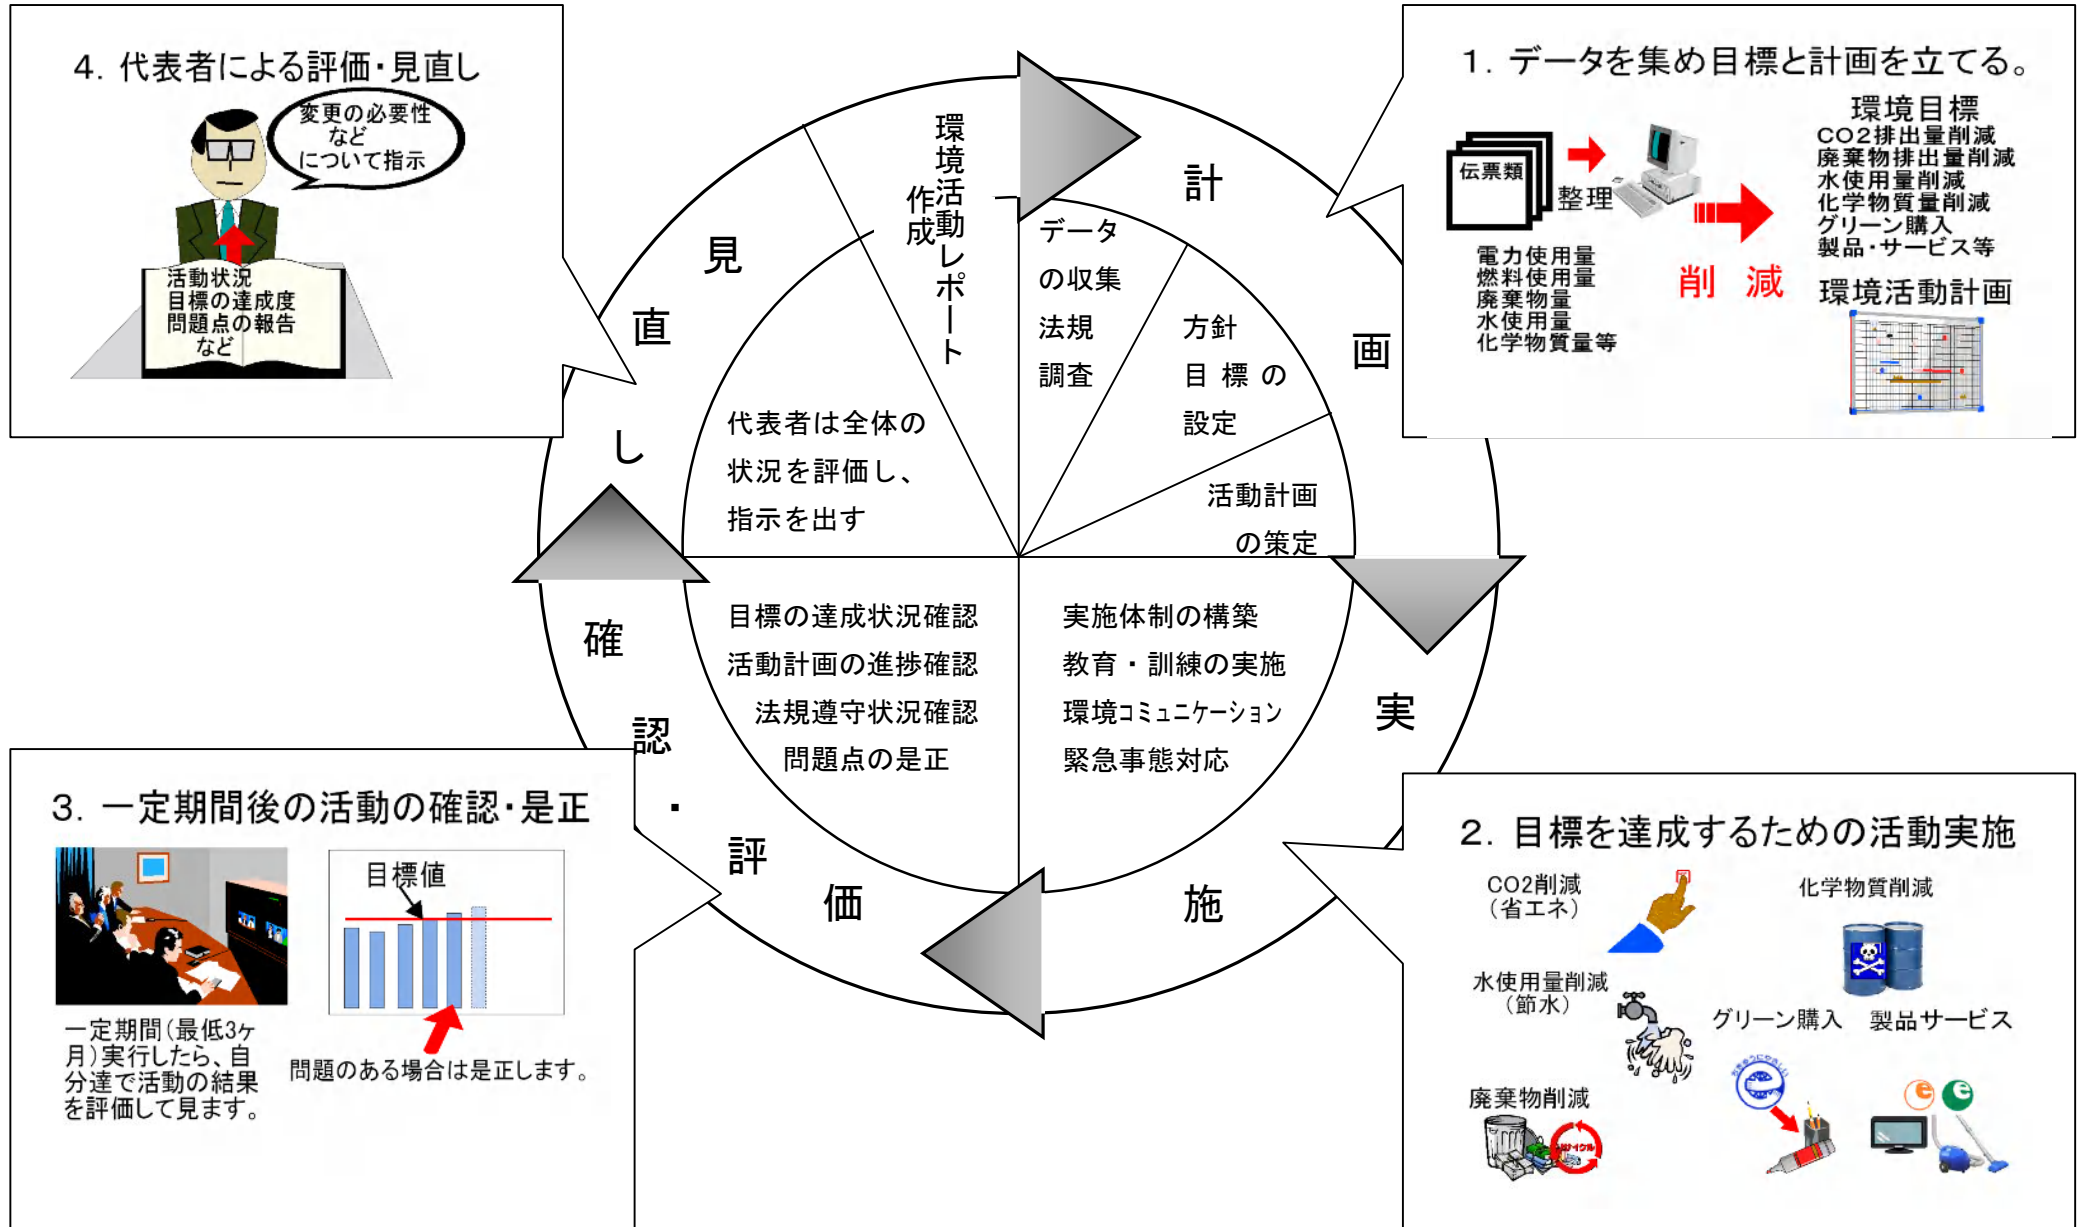 4．代表者による評価・見直し
変更の必要性
など
について指示
活動状況
目標の達成度
問題点の報告
など
1．データを集め目標と計画を立てる。
伝票類
整理
電力使用量
燃料使用量
廃棄物量
水使用量
化学物質量等
削　減
環境目標
CO2排出量削減
廃棄物排出量削減
水使用量削減
化学物質量削減
グリーン購入
製品・サービス等
環境活動計画
計
画
実
施
確
認
・
評
価
見
直
し
環境活動レポート
作成
データ
の収集
法規
調査
方針
目 標 の
設定
活動計画
の策定
代表者は全体の
状況を評価し、
指示を出す
目標の達成状況確認
活動計画の進捗確認
法規遵守状況確認
問題点の是正
実施体制の構築
教育・訓練の実施
環境ｺﾐｭﾆｹｰｼｮﾝ
緊急事態対応
3．一定期間後の活動の確認・是正
目標値
一定期間（最低3ヶ
月）実行したら、自
分達で活動の結果
を評価して見ます。
問題のある場合は是正します。
2．目標を達成するための活動実施
CO2削減
（省エネ）
化学物質削減
水使用量削減
（節水）
グリーン購入
製品サービス
廃棄物削減
リサイクル
e
e
e